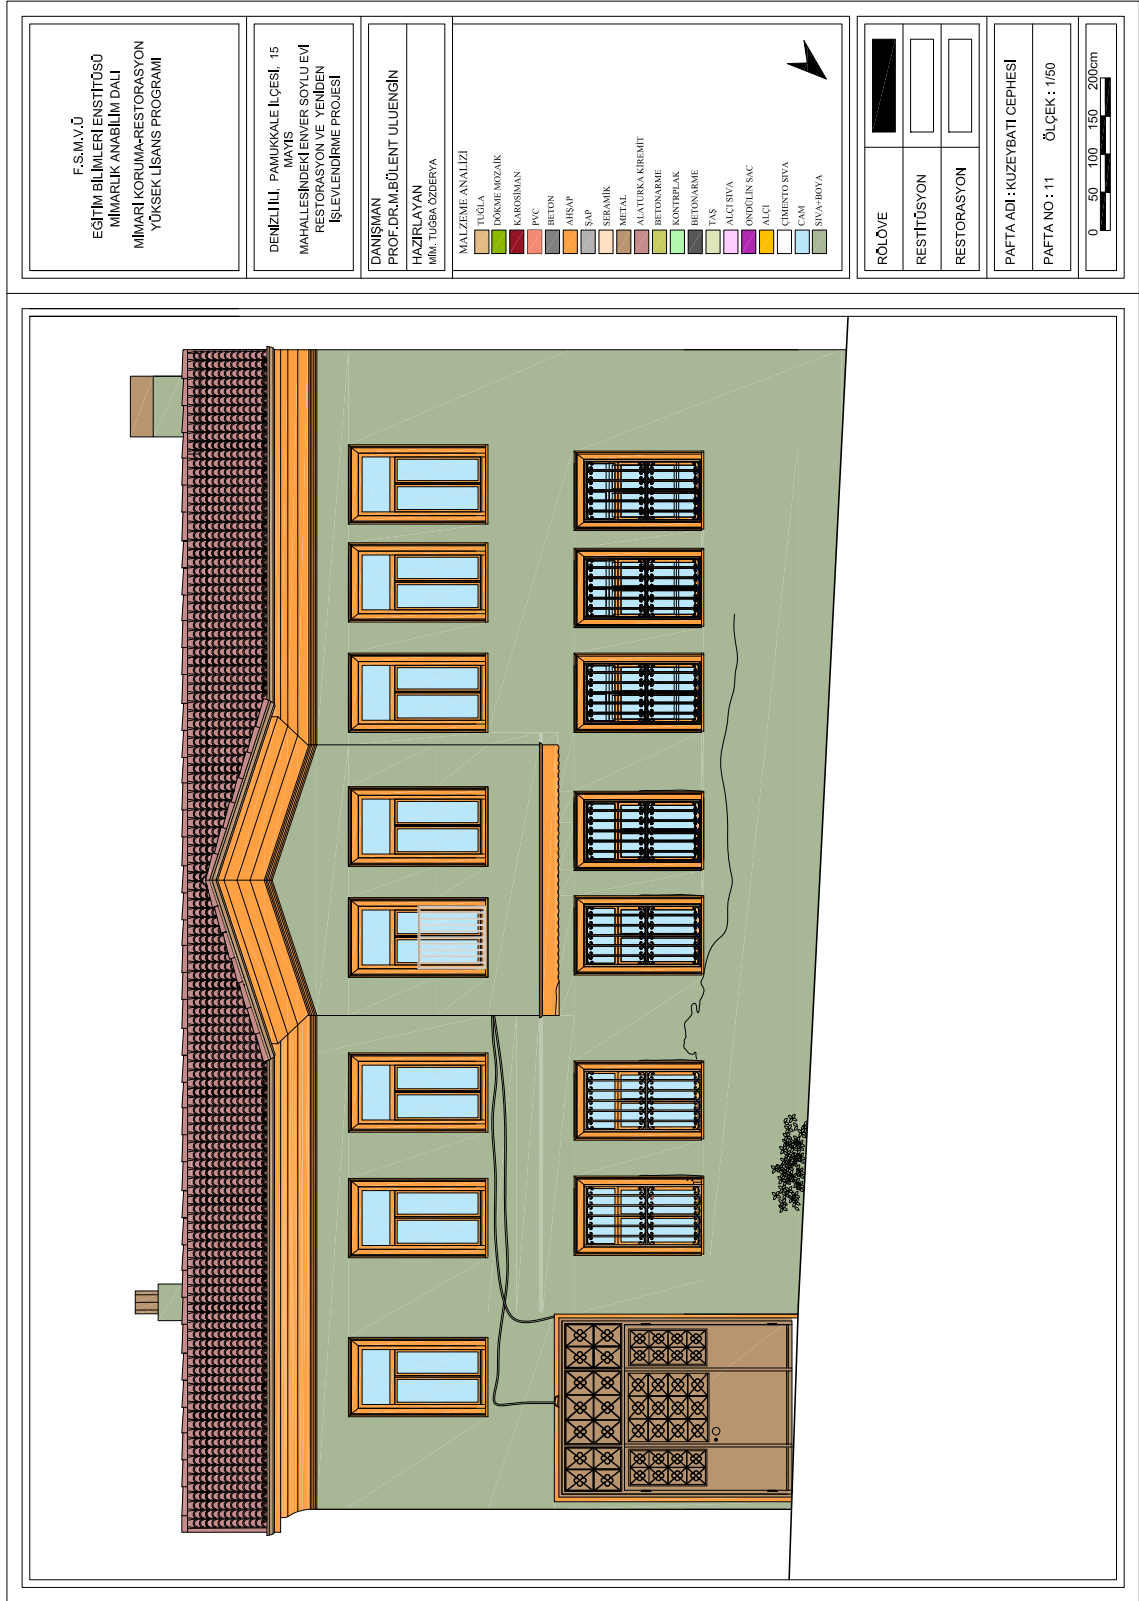 F.S.M.V.Ü
EĞİTİM BİLİMLERİ ENSTİTÜSÜ
MİMARLIK ANABİLİM DALI
MİMARİ KORUMA-RESTORASYON
YÜKSEK LİSANS PROGRAMI
DENİZLİ İLİ, PAMUKKALE İLÇESİ, 15
MAYIS
MAHALLESİNDEKİ ENVER SOYLU EVİ
RESTORASYON VE YENİDEN
İŞLEVLENDİRME PROJESİ
DANIŞMAN
PROF.DR.M.BÜLENT ULUENGİN
HAZIRLAYAN
MİM. TUĞBA ÖZDERYA
MALZEME ANALİZİ
TUĞLA
DÖKME MOZAİK
KAROSİMAN
PVC
BETON
AHŞAP
ŞAP
SERAMİK
METAL
ALATURKA KİREMİT
BETONARME
KONTRPLAK
BETONARME
TAŞ
ALÇI SIVA
ONDÜLİN SAC
ALÇI
ÇİMENTO SIVA
CAM
SIVA+BOYA
RÖLÖVE
RESTİTÜSYON
RESTORASYON
PAFTA ADI : KUZEYBATI CEPHESİ
PAFTA NO : 11 ÖLÇEK : 1/50
0 50 100 150 200cm